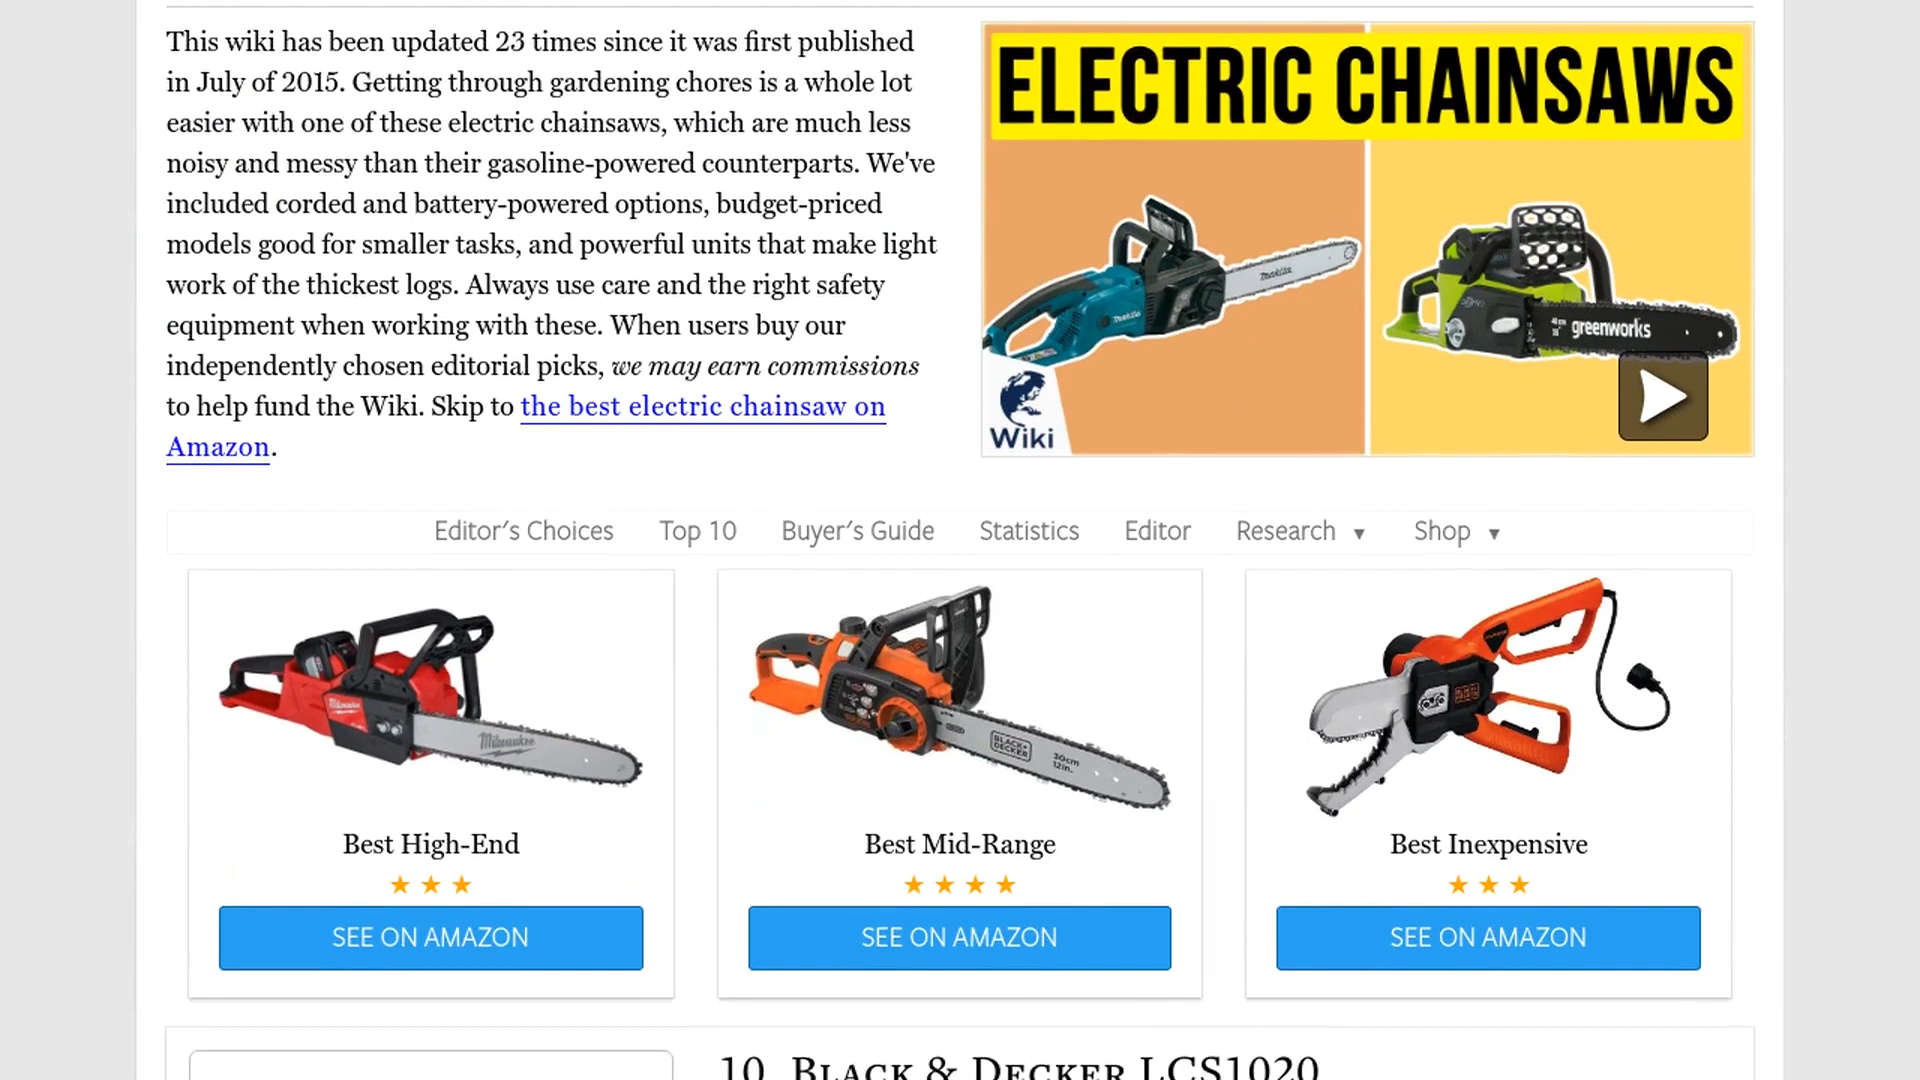 This wiki has been updated 23 times since it was first published
in July of 2015. Getting through gardening chores is a whole lot
easier with one of these electric chainsaws, which are much less
noisy and messy than their gasoline-powered counterparts. We've
included corded and battery-powered options, budget-priced
models good for smaller tasks, and powerful units that make light
work of the thickest logs. Always use care and the right safety
equipment when working with these. When users buy our
independently chosen editorial picks, we may earn commissions
to help fund the Wiki. Skip to the best electric chainsaw on
Amazon.
ELECTRIC CHAINSAWS
Makita
Makita
greenworks
Wiki
Editor's Choices Top 10 Buyer's Guide Statistics Editor Research ▼ Shop ▼
Milwaukee
Milwaukee
BLACK+
DECKER
30cm
12in.
Best High-End
Best Mid-Range
Best Inexpensive
SEE ON AMAZON
SEE ON AMAZON
SEE ON AMAZON
10. BLACK & DECKER LCS1020